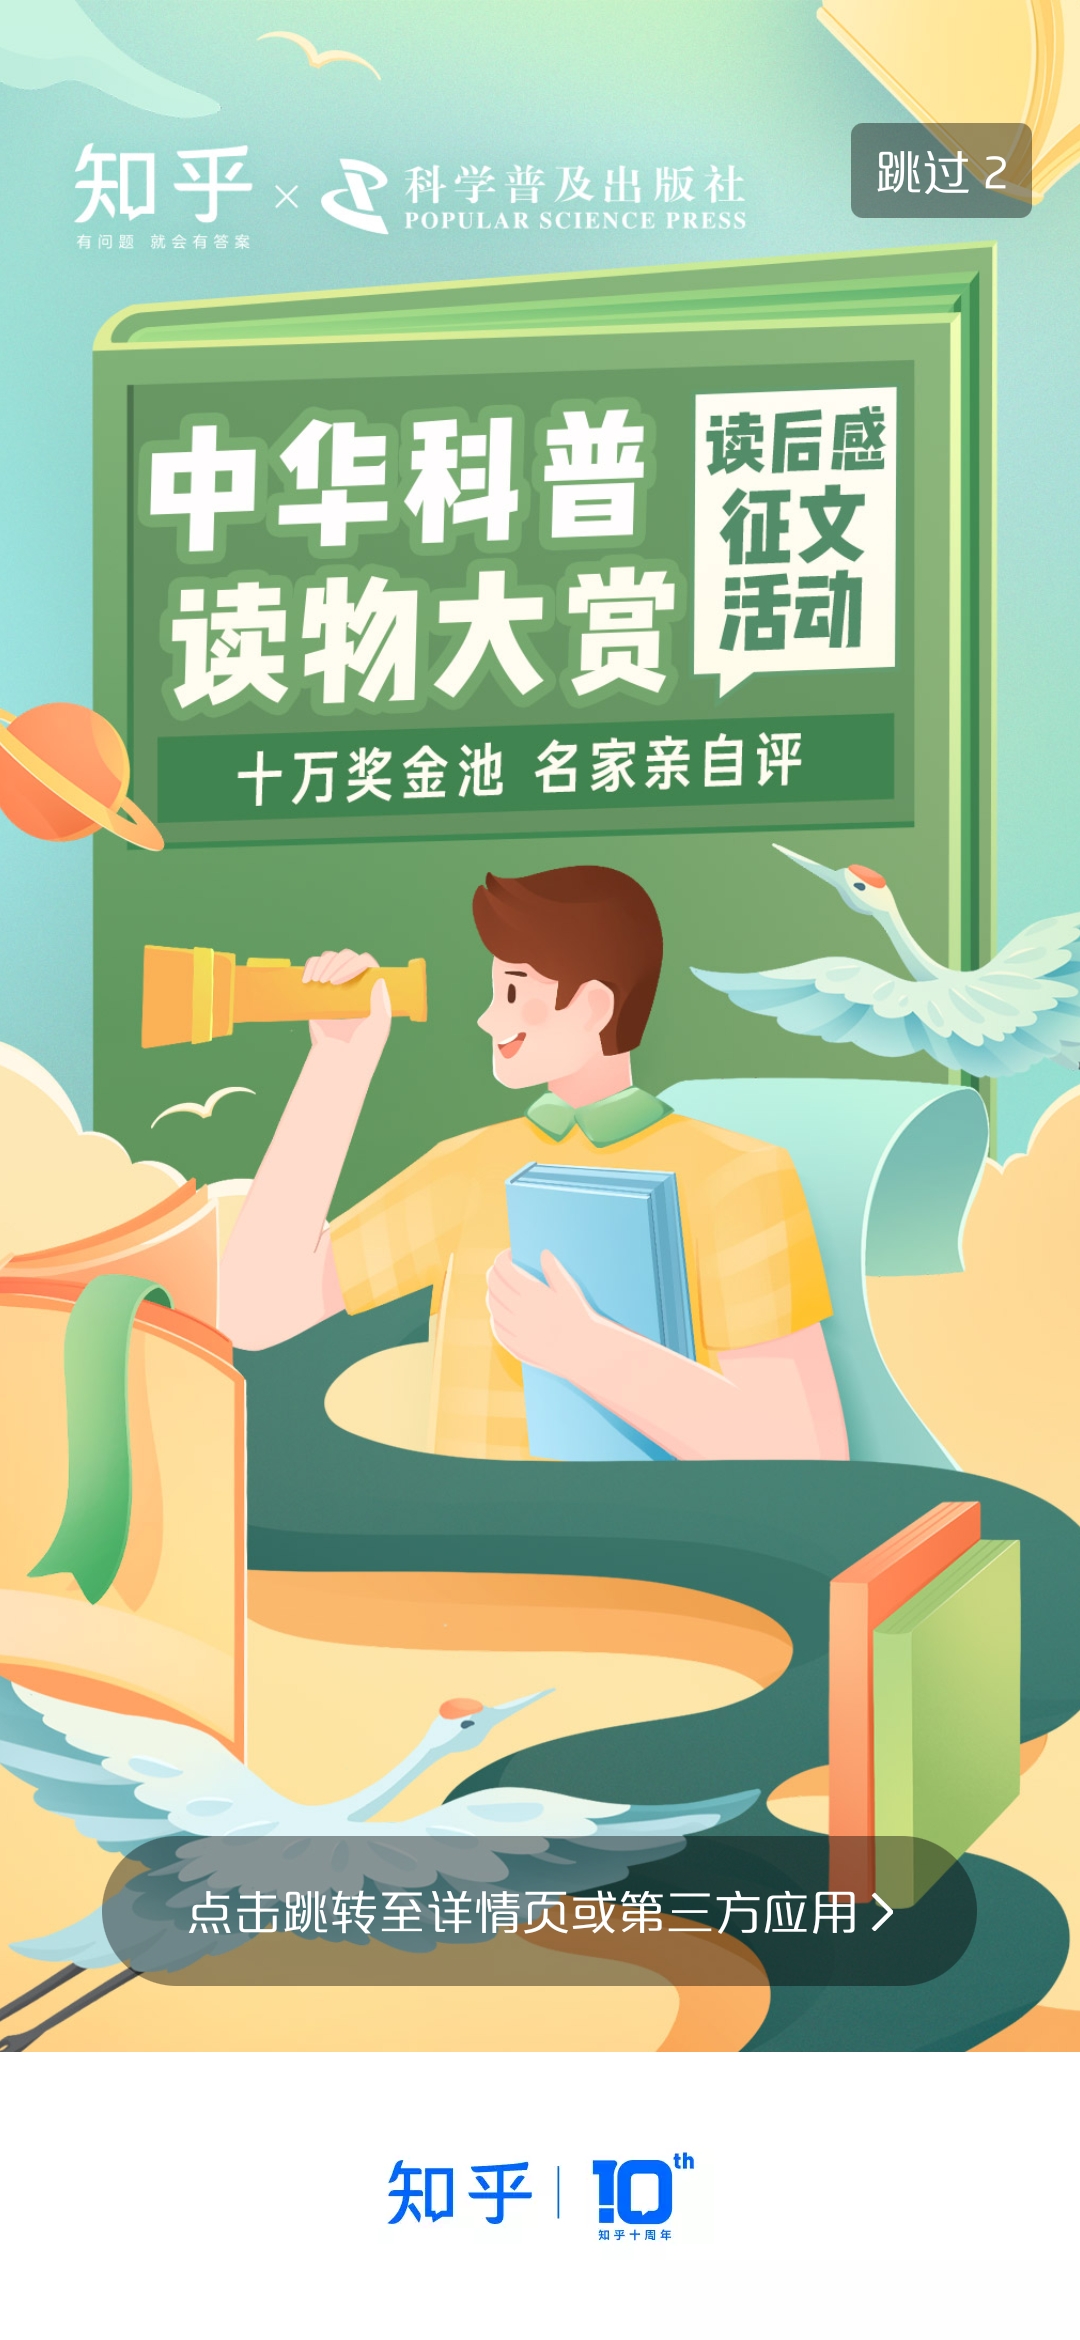 知乎 × 科学普及出版社
POPULAR SCIENCE PRESS
有问题 就会有答案
跳过 2
中华科普
读物大赏
读后感
征文
活动
十万奖金池 名家亲自评
点击跳转至详情页或第三方应用
知乎 10th
知乎十周年